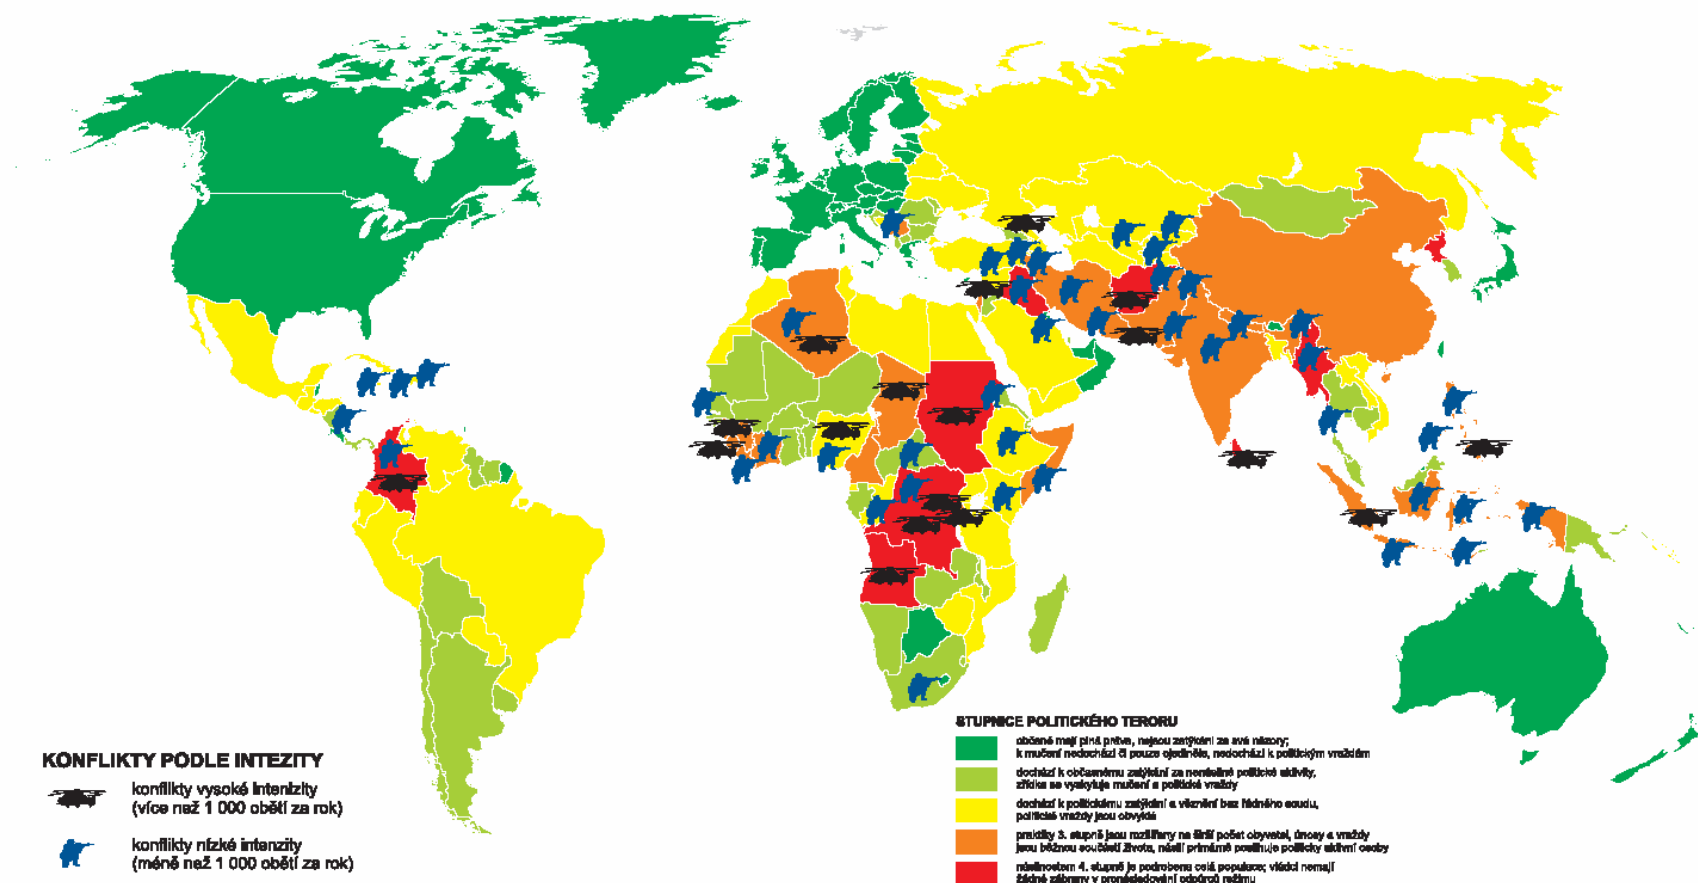 KONFLIKTY PODLE INTEZITY
konflikty vysoké intenizity
(více než 1 000 obětí za rok)
konflikty nízké intenzity
(méně než 1 000 obětí za rok)
STUPNICE POLITICKÉHO TERORU
občané mají plná práva, nejsou zatýkáni za své názory;
k mučení nedochází či pouze ojediněle, nedochází k politickým vraždám
dochází k občasnému zatýkání za nenásilné politické aktivity,
zřídka se vyskytuje mučení a politické vraždy
dochází k politickému zatýkání a věznění bez řádného soudu,
politické vraždy jsou obvyklé
praktiky 3. stupně jsou rozšířeny na širší počet obyvatel, únosy a vraždy
jsou běžnou součástí života, násilí primárně postihuje politicky aktivní osoby
násilnostem 4. stupně je podrobena celá populace; vládci nemají
žádné zábrany v pronásledování odpůrců režimu